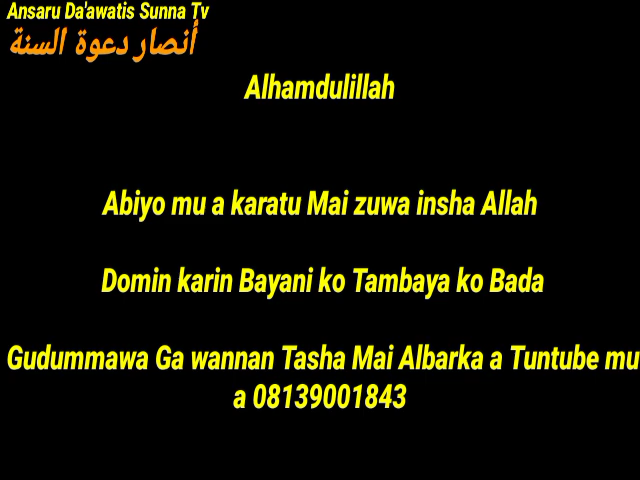 Ansaru Da'awatis Sunna Tv
أنصار دعوة السنة
Alhamdulillah
Abiyo mu a karatu Mai zuwa insha Allah
Domin karin Bayani ko Tambaya ko Bada
Gudummawa Ga wannan Tasha Mai Albarka a Tuntube mu
a 08139001843